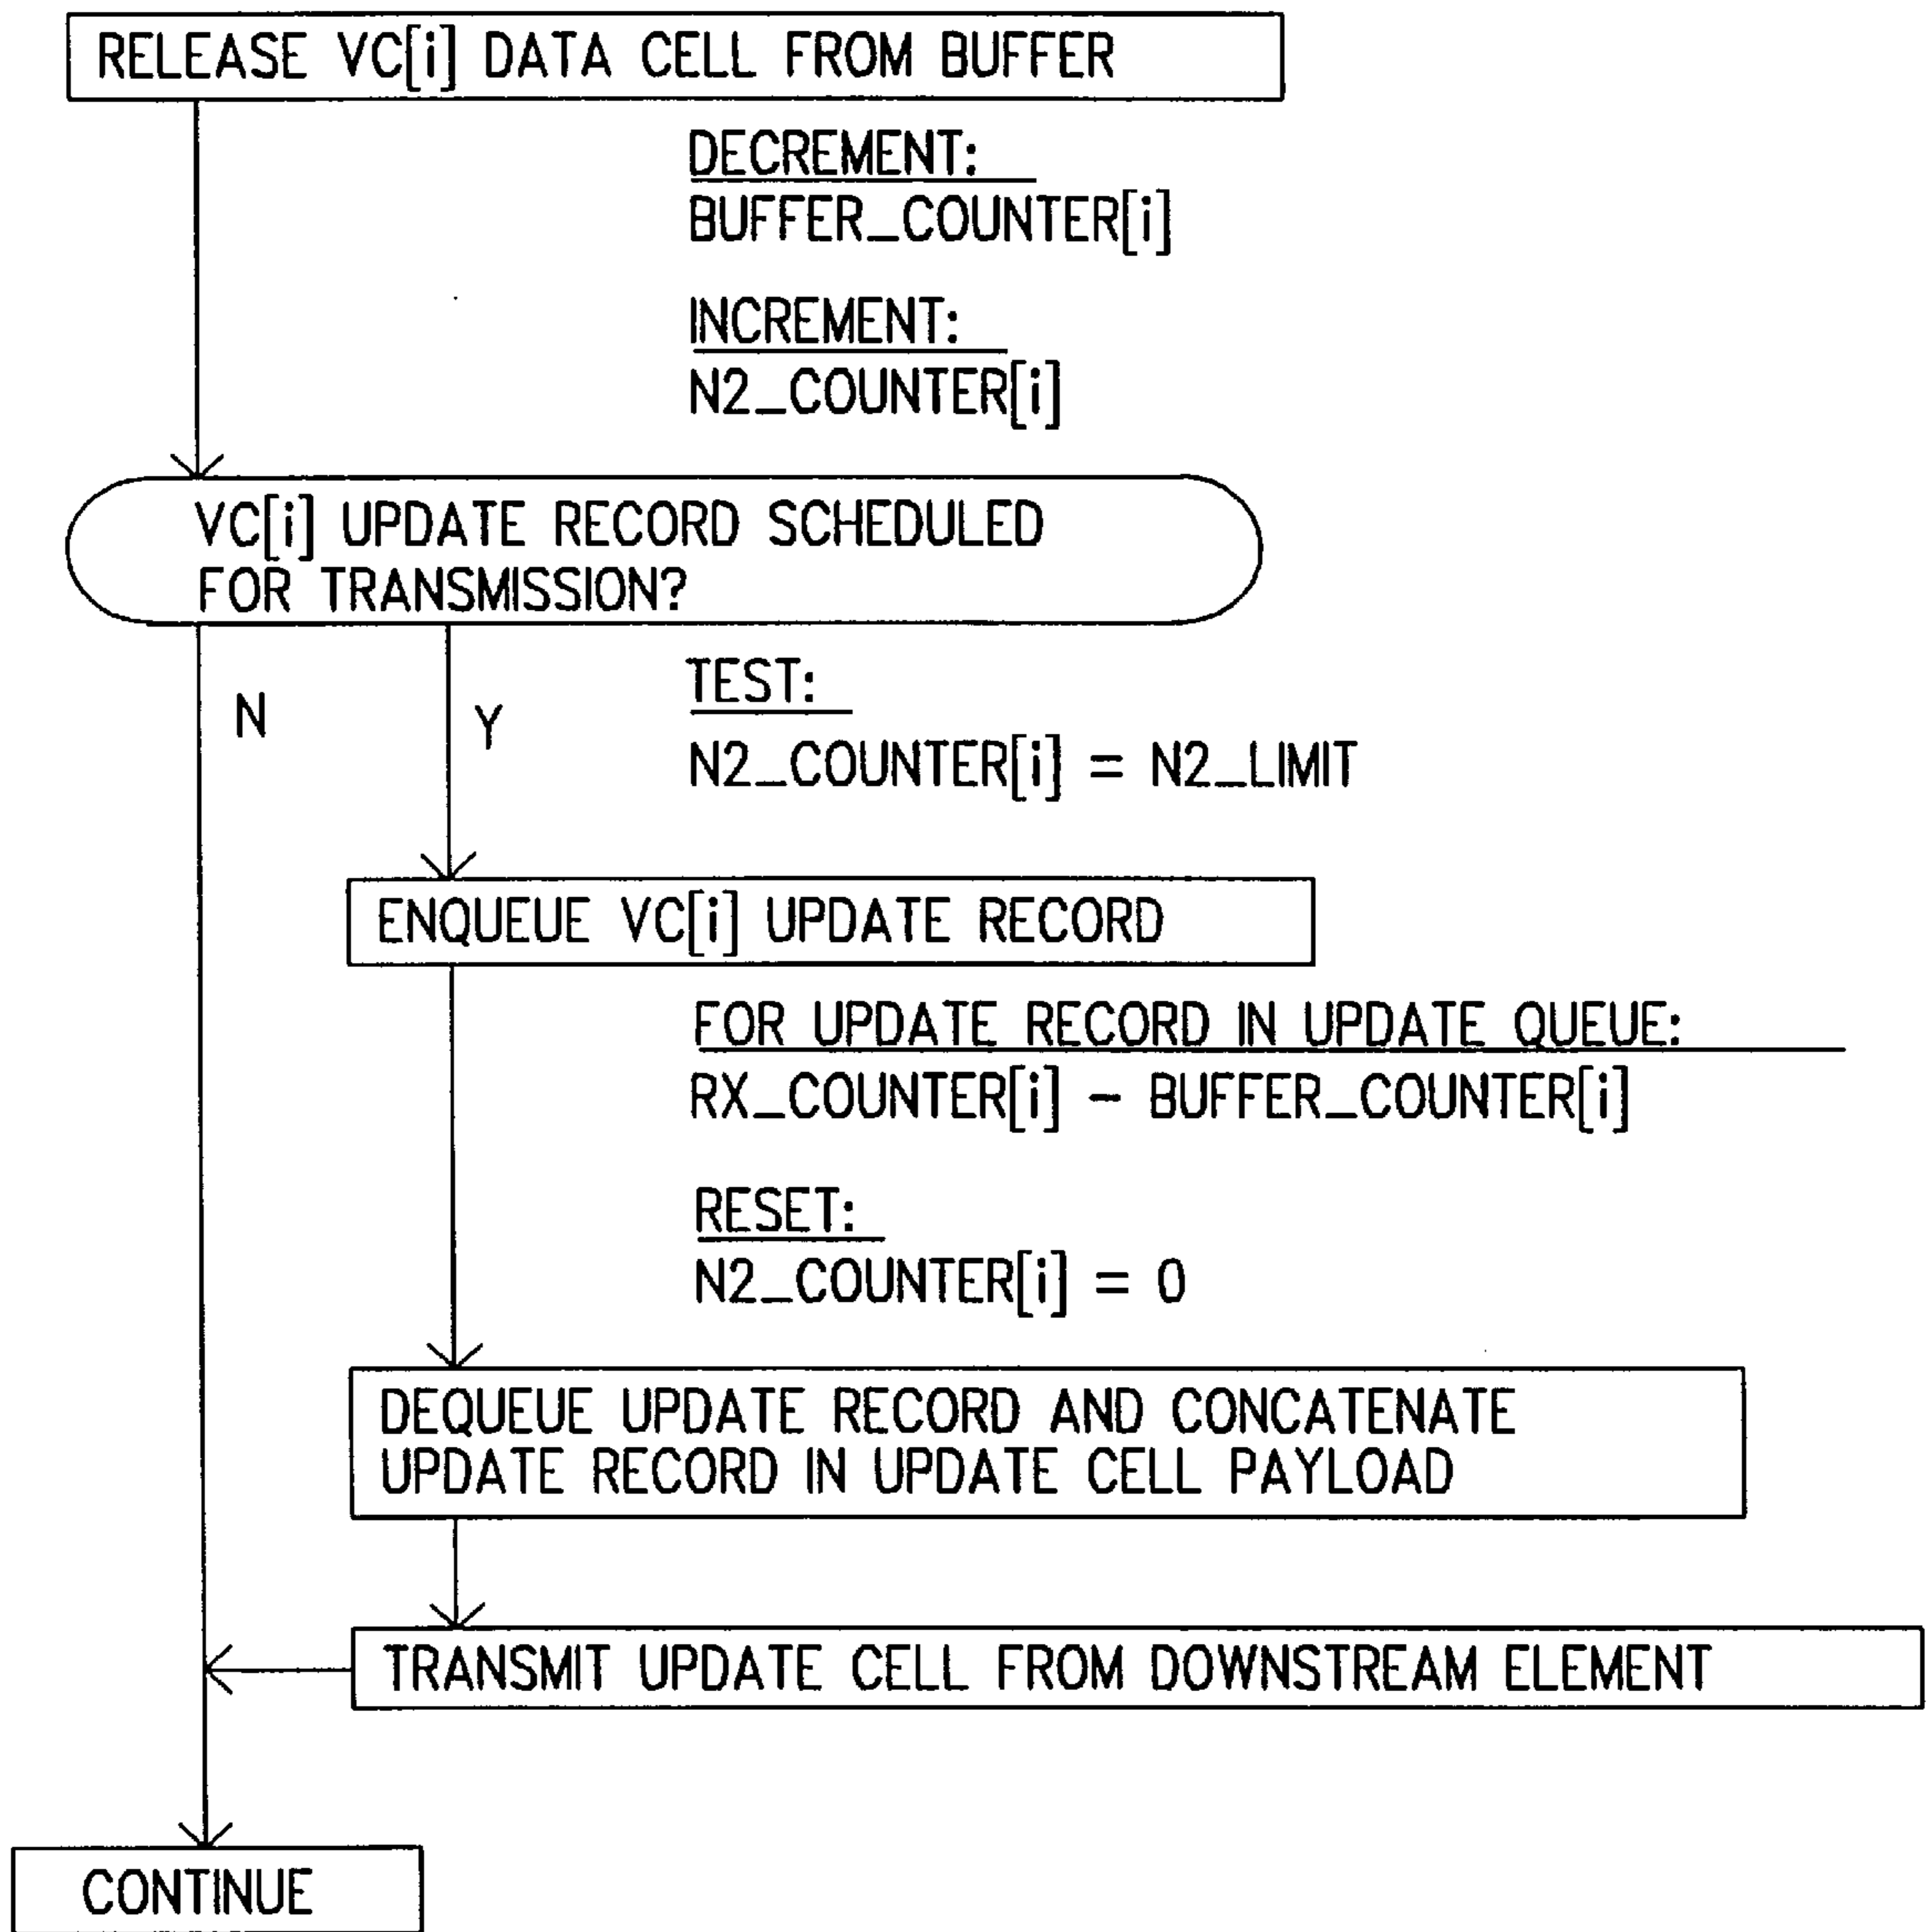 RELEASE VC[i] DATA CELL FROM BUFFER
DECREMENT:
BUFFER_COUNTER[i]
INCREMENT:
N2_COUNTER[i]
VC[i] UPDATE RECORD SCHEDULED
FOR TRANSMISSION?
N
Y
TEST:
N2_COUNTER[i] = N2_LIMIT
ENQUEUE VC[i] UPDATE RECORD
FOR UPDATE RECORD IN UPDATE QUEUE:
RX_COUNTER[i] – BUFFER_COUNTER[i]
RESET:
N2_COUNTER[i] = 0
DEQUEUE UPDATE RECORD AND CONCATENATE
UPDATE RECORD IN UPDATE CELL PAYLOAD
TRANSMIT UPDATE CELL FROM DOWNSTREAM ELEMENT
CONTINUE